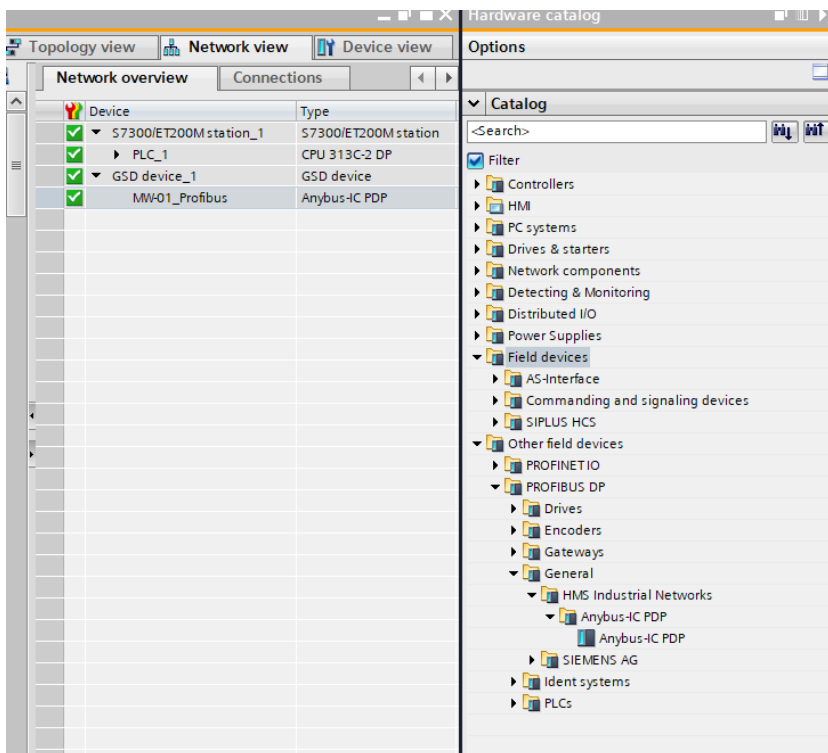 Hardware catalog
Topology view
Network view
Device view
Options
Network overview
Connections
Device
Type
S7300/ET200M station_1
S7300/ET200M station
PLC_1
CPU 313C-2 DP
GSD device_1
GSD device
MW-01_Profibus
Anybus-IC PDP
Catalog
<Search>
Filter
Controllers
HMI
PC systems
Drives & starters
Network components
Detecting & Monitoring
Distributed I/O
Power Supplies
Field devices
AS-Interface
Commanding and signaling devices
SIPLUS HCS
Other field devices
PROFINET IO
PROFIBUS DP
Drives
Encoders
Gateways
General
HMS Industrial Networks
Anybus-IC PDP
Anybus-IC PDP
SIEMENS AG
Ident systems
PLCs